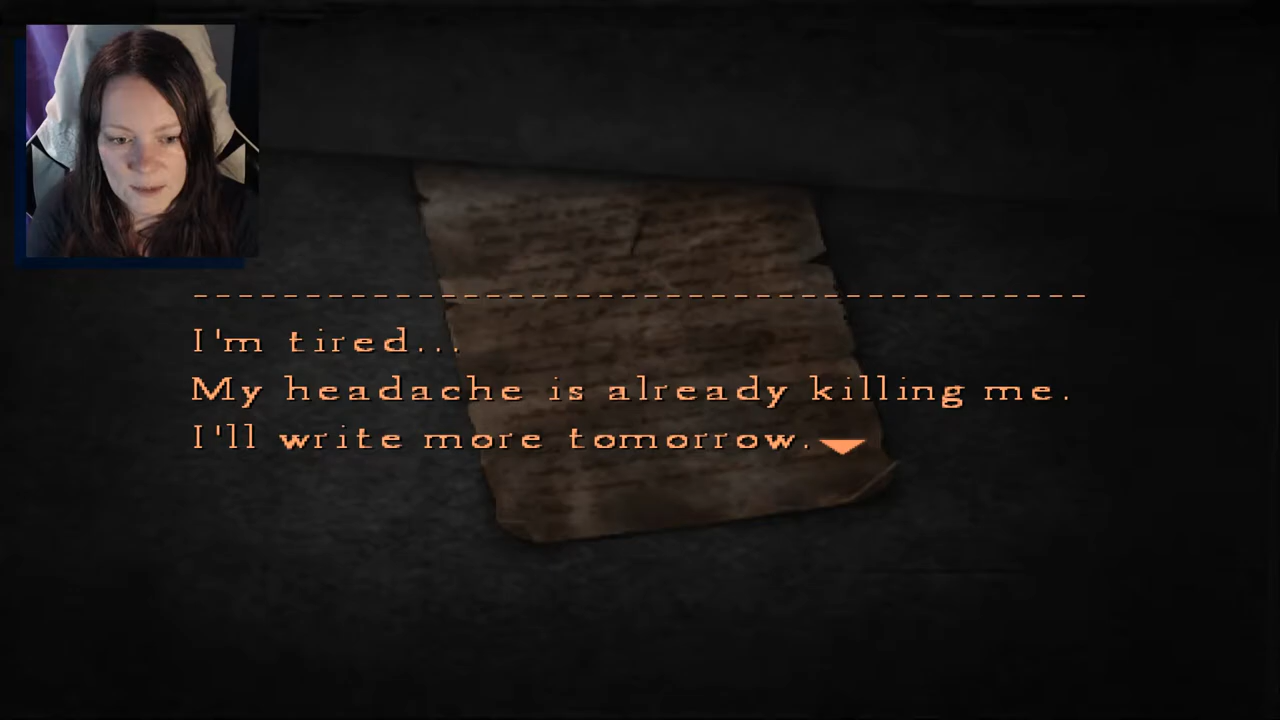 I'm tired...
My headache is already killing me.
I'll write more tomorrow.